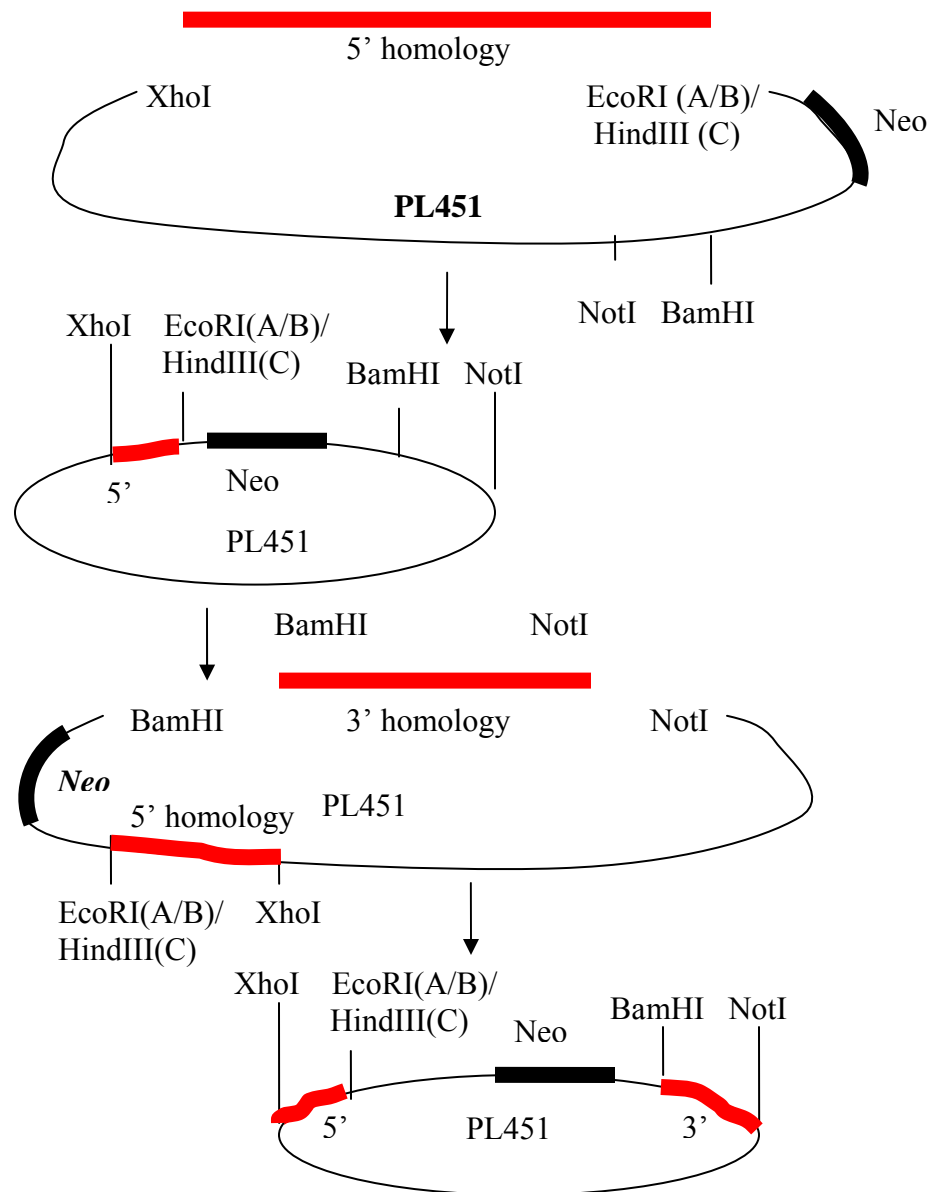 5’ homology
XhoI
EcoRI (A/B)/
HindIII (C)
Neo
PL451
NotI BamHI
XhoI
EcoRI(A/B)/
HindIII(C)
BamHI NotI
5’
Neo
PL451
BamHI NotI
BamHI
3’ homology
NotI
Neo
5’ homology
PL451
EcoRI(A/B)/
HindIII(C)
XhoI
XhoI
EcoRI(A/B)/
HindIII(C)
Neo
BamHI NotI
5’
PL451
3’